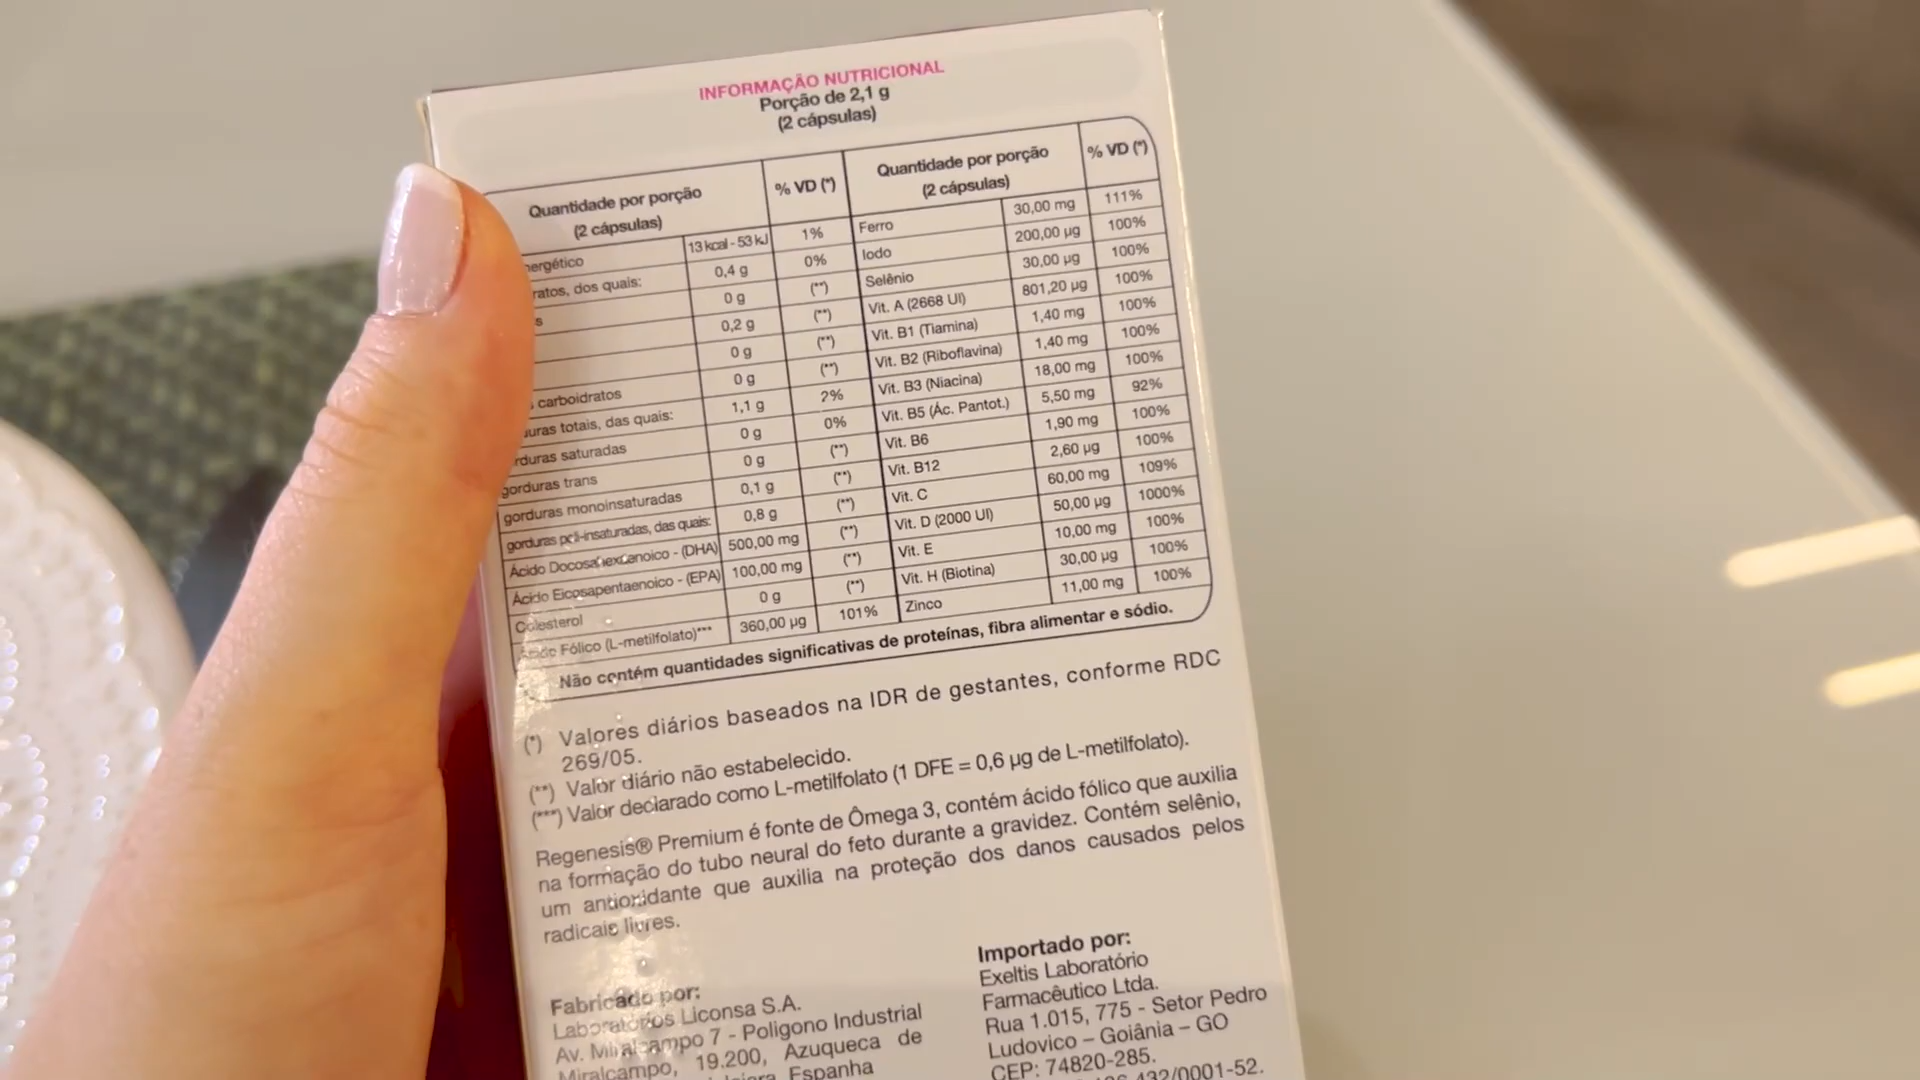 INFORMAÇÃO NUTRICIONAL
Porção de 2,1 g
(2 cápsulas)
Quantidade por porção
(2 cápsulas)
% VD (*)
13 kcal - 53 kJ 1%
ratos, dos quais: 0,4 g 0%
0 g (**)
0,2 g (**)
0 g (**)
carboidratos 0 g (**)
totais, das quais: 1,1 g 2%
saturadas 0 g 0%
gorduras trans 0 g (**)
gorduras monoinsaturadas 0,1 g (**)
gorduras poli-insaturadas, das quais: 0,8 g (**)
Ácido Docosahexaenoico - (DHA) 500,00 mg (**)
Ácido Eicosapentaenoico - (EPA) 100,00 mg (**)
Colesterol 0 g (**)
Fólico (L-metilfolato)*** 360,00 µg 101%
Quantidade por porção
(2 cápsulas)
% VD (*)
Ferro 30,00 mg 111%
Iodo 200,00 µg 100%
Selênio 30,00 µg 100%
Vit. A (2668 UI) 801,20 µg 100%
Vit. B1 (Tiamina) 1,40 mg 100%
Vit. B2 (Riboflavina) 1,40 mg 100%
Vit. B3 (Niacina) 18,00 mg 100%
Vit. B5 (Ác. Pantot.) 5,50 mg 92%
Vit. B6 1,90 mg 100%
Vit. B12 2,60 µg 100%
Vit. C 60,00 mg 109%
Vit. D (2000 UI) 50,00 µg 1000%
Vit. E 10,00 mg 100%
Vit. H (Biotina) 30,00 µg 100%
Zinco 11,00 mg 100%
Não contém quantidades significativas de proteínas, fibra alimentar e sódio.
(*) Valores diários baseados na IDR de gestantes, conforme RDC
269/05.
(**) Valor diário não estabelecido.
(***) Valor declarado como L-metilfolato (1 DFE = 0,6 µg de L-metilfolato).
Regenesis® Premium é fonte de Ômega 3, contém ácido fólico que auxilia
na formação do tubo neural do feto durante a gravidez. Contém selênio,
um antioxidante que auxilia na proteção dos danos causados pelos
radicais livres.
Fabricado por:
Laboratórios Liconsa S.A.
Av. Miralcampo 7 - Poligono Industrial
Miralcampo, 19.200, Azuqueca de
Espanha
Importado por:
Exeltis Laboratório
Farmacêutico Ltda.
Rua 1.015, 775 - Setor Pedro
Ludovico – Goiânia – GO
CEP: 74820-285.
432/0001-52.